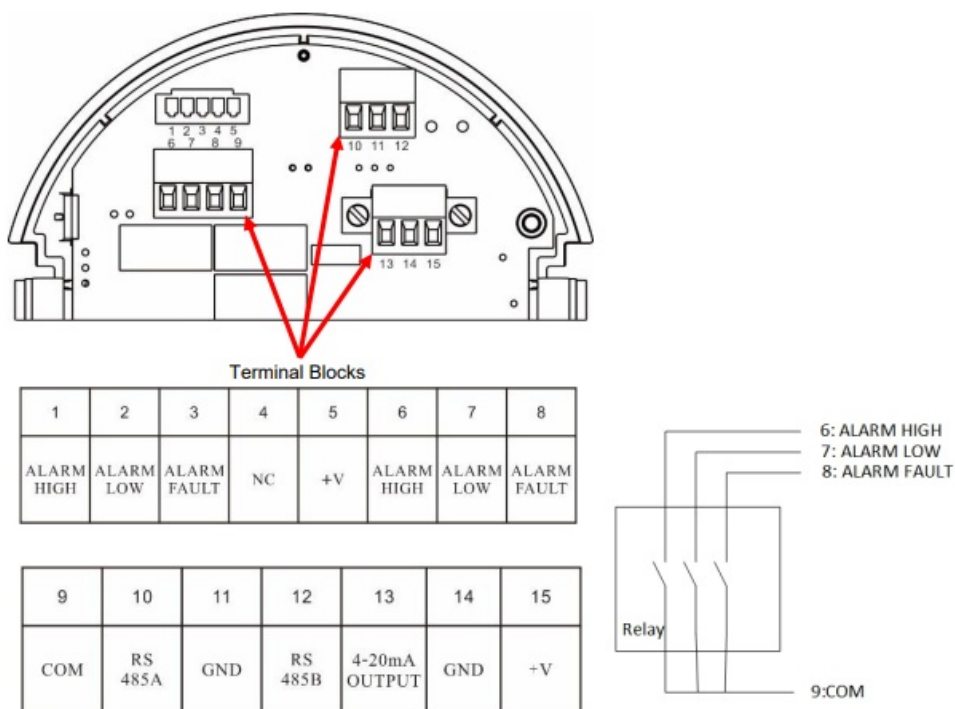 1 2 3 4 5
6 7 8 9
10 11 12
13 14 15
Terminal Blocks
1 2 3 4 5 6 7 8
ALARM HIGH ALARM LOW ALARM FAULT NC +V ALARM HIGH ALARM LOW ALARM FAULT
9 10 11 12 13 14 15
COM RS 485A GND RS 485B 4-20mA OUTPUT GND +V
6: ALARM HIGH
7: ALARM LOW
8: ALARM FAULT
Relay
9:COM